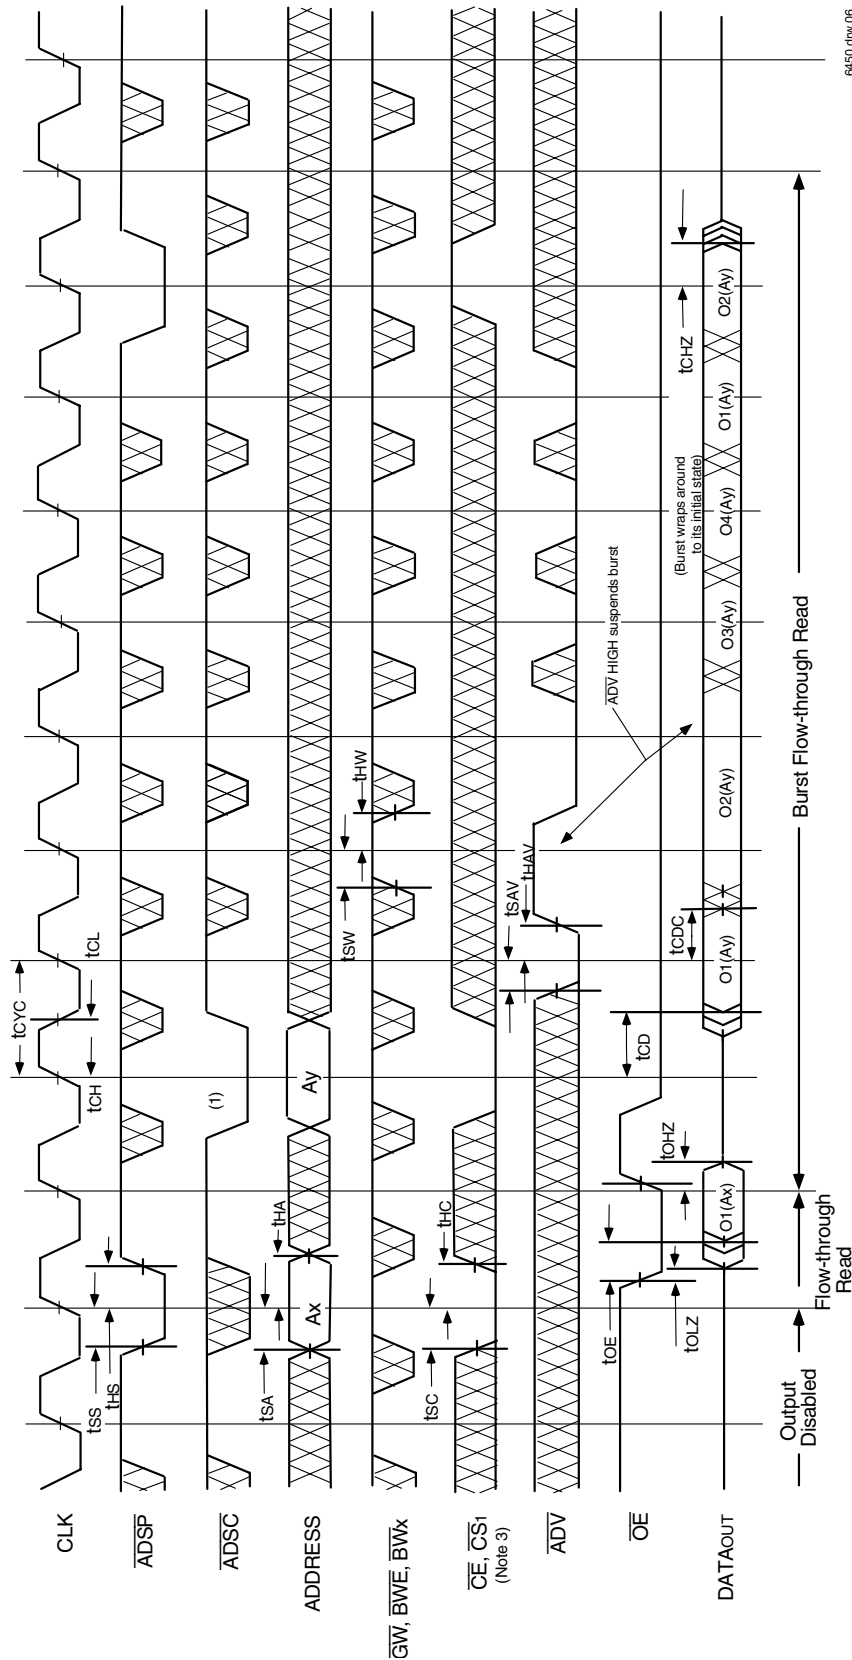 CLK
ADSP
ADSC
ADDRESS
GW, BWE, BWx
CE, CS1
(Note 3)
ADV
OE
DATAOUT
tCYC
tCH
tCL
tSS
tHS
(1)
tSA
tHA
Ax
Ay
tSW
tHW
tSC
tHC
tSAV
tHAV
ADV HIGH suspends burst
tOE
tOHZ
tOLZ
tCD
tCDC
(Burst wraps around
to its initial state)
tCHZ
O1(Ax)
O1(Ay)
O2(Ay)
O3(Ay)
O4(Ay)
O1(Ay)
O2(Ay)
Output
Disabled
Flow-through
Read
Burst Flow-through Read
6450 drw 06